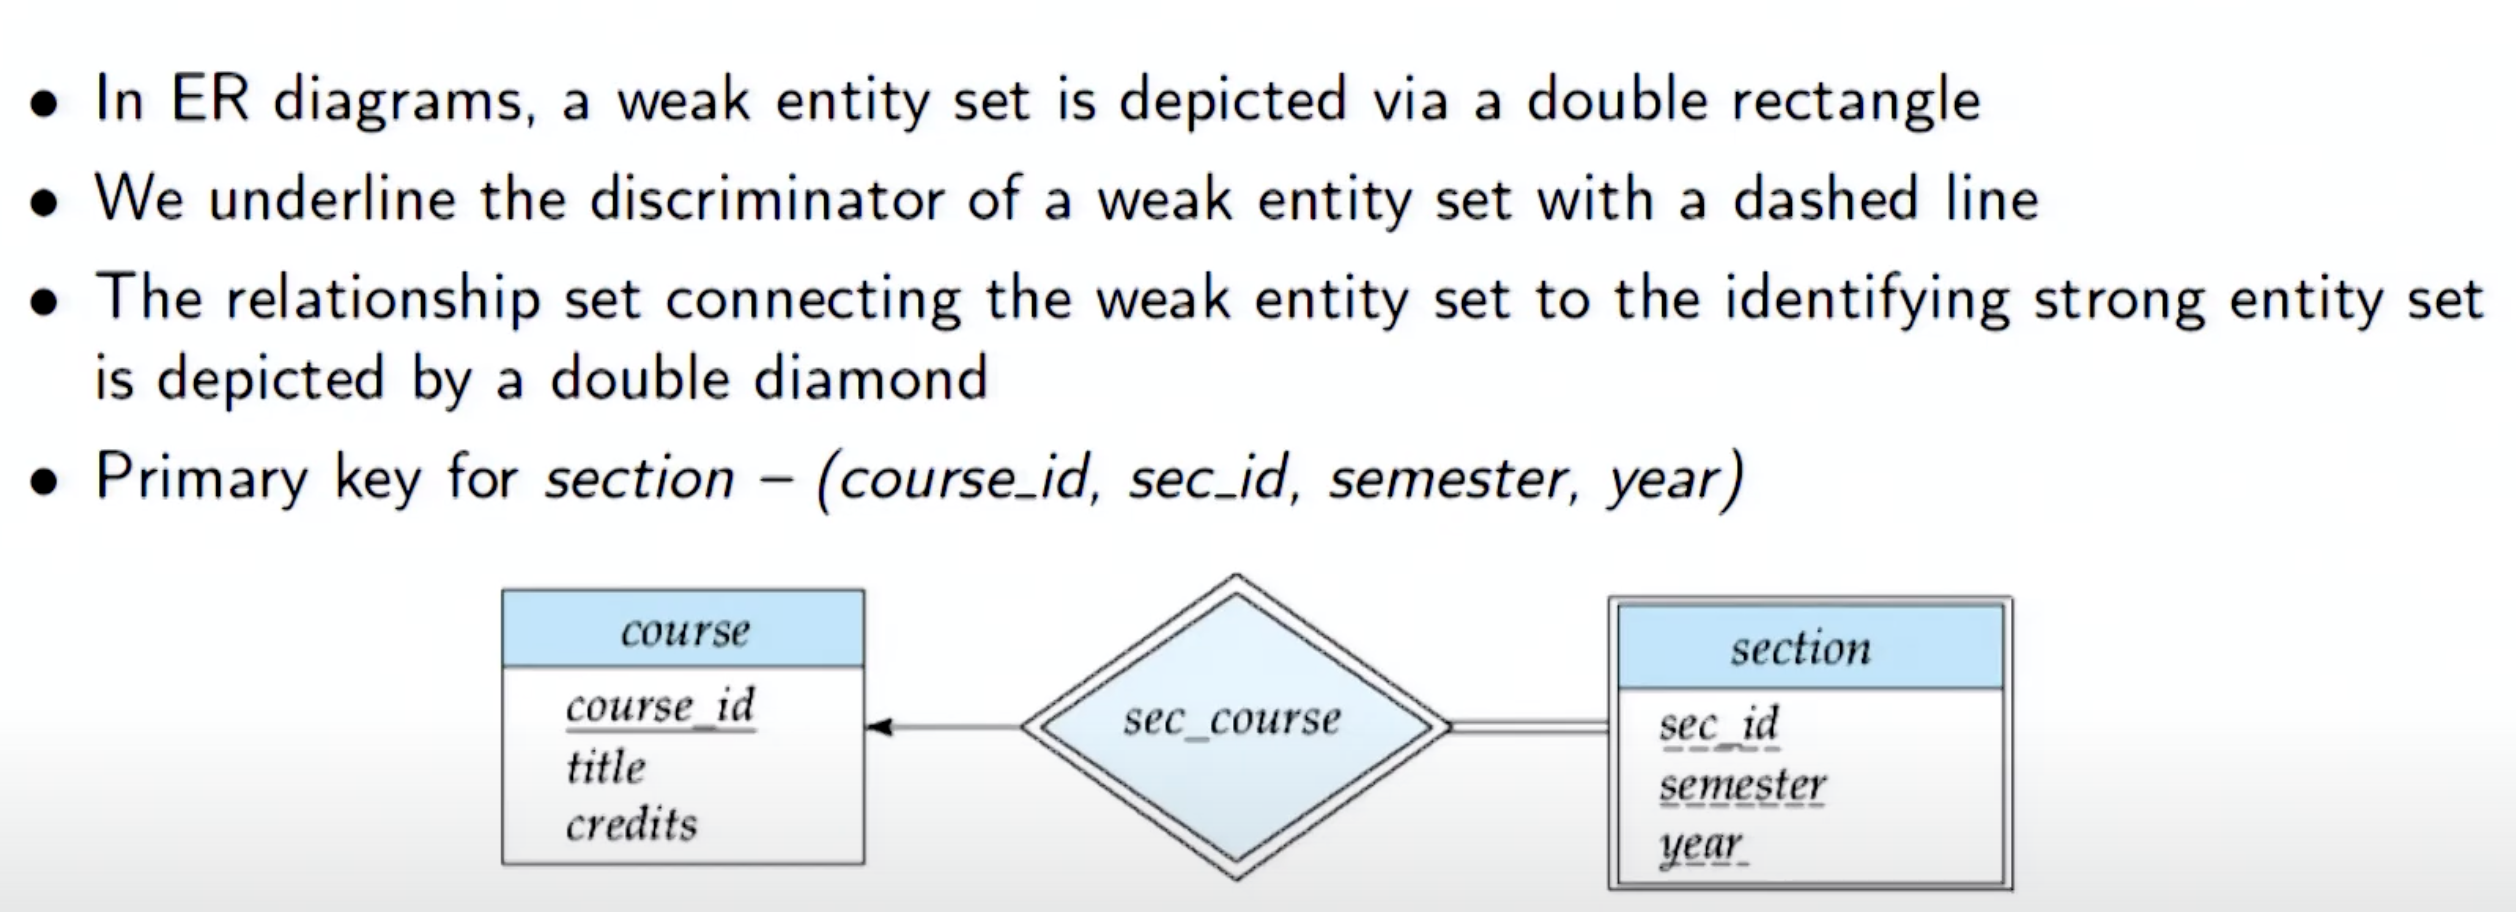 • In ER diagrams, a weak entity set is depicted via a double rectangle
• We underline the discriminator of a weak entity set with a dashed line
• The relationship set connecting the weak entity set to the identifying strong entity set
is depicted by a double diamond
• Primary key for section – (course_id, sec_id, semester, year)
course
course_id
title
credits
sec_course
section
sec_id
semester
year